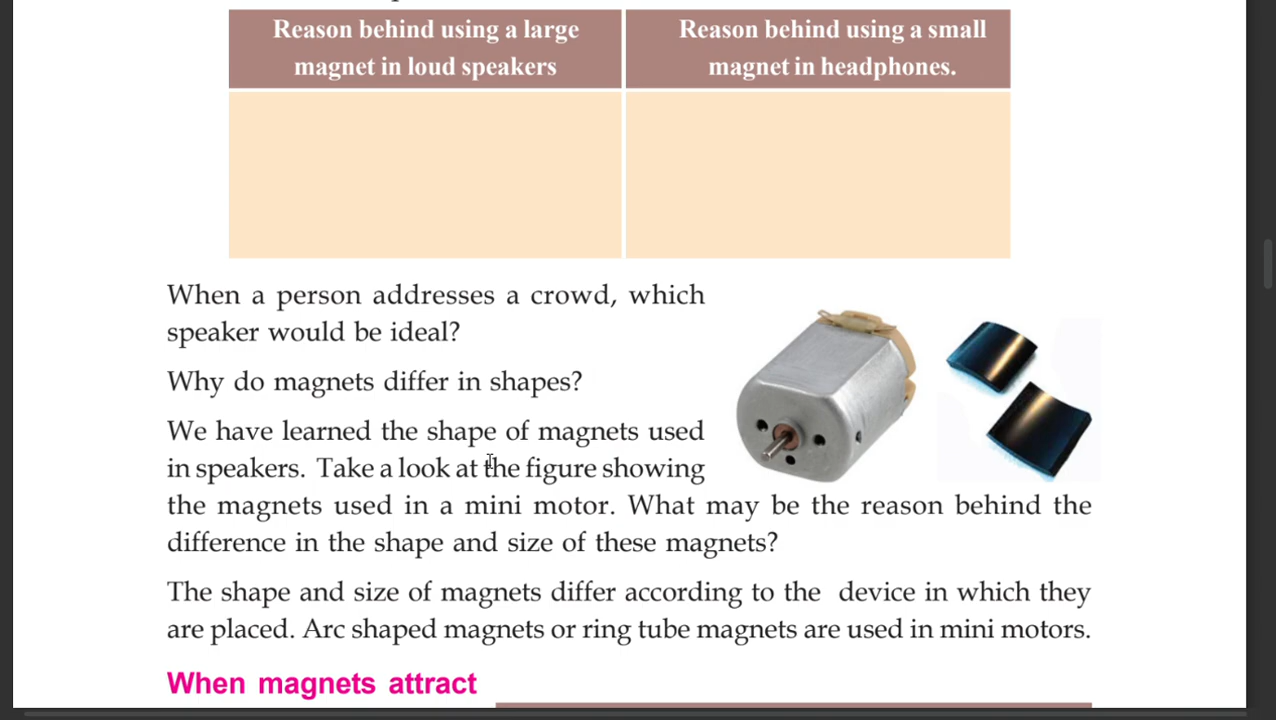 Reason behind using a large
magnet in loud speakers
Reason behind using a small
magnet in headphones.
When a person addresses a crowd, which
speaker would be ideal?
Why do magnets differ in shapes?
We have learned the shape of magnets used
in speakers. Take a look at the figure showing
the magnets used in a mini motor. What may be the reason behind the
difference in the shape and size of these magnets?
The shape and size of magnets differ according to the device in which they
are placed. Arc shaped magnets or ring tube magnets are used in mini motors.
When magnets attract